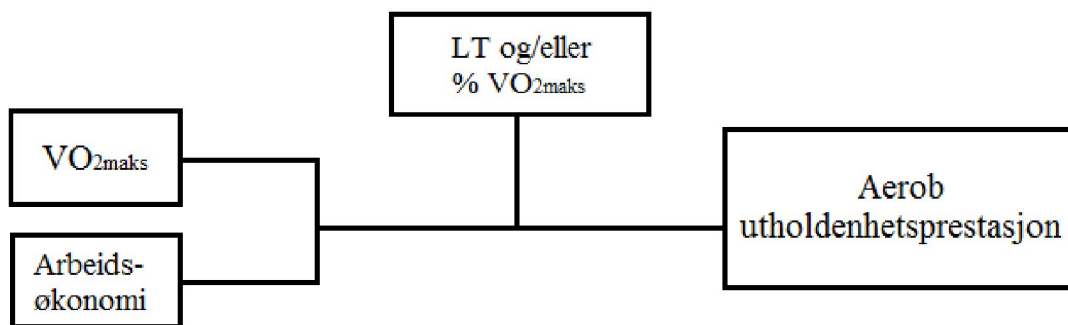 LT og/eller
% VO2maks
VO2maks
Arbeids-
økonomi
Aerob
utholdenhetsprestasjon